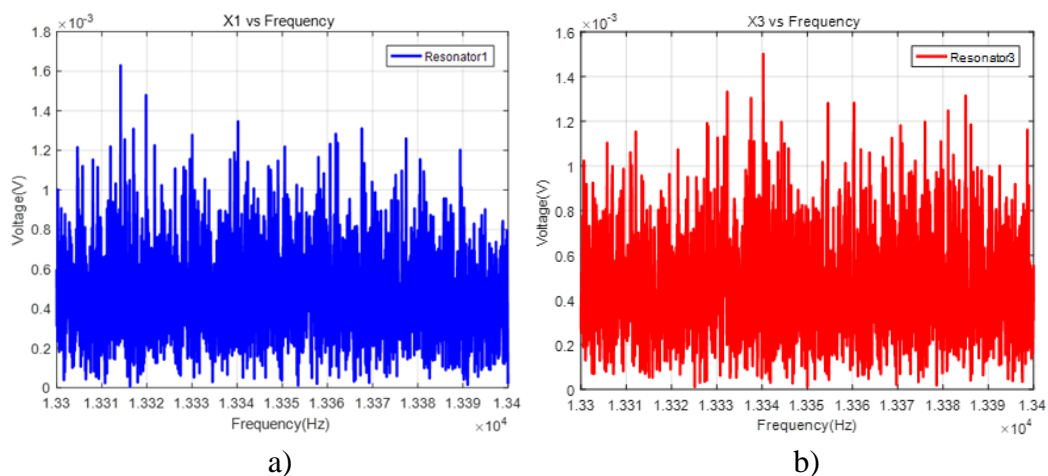 X1 vs Frequency
×10⁻³
Resonator1
Voltage(V)
1.8
1.6
1.4
1.2
1
0.8
0.6
0.4
0.2
0
1.33 1.331 1.332 1.333 1.334 1.335 1.336 1.337 1.338 1.339 1.34
Frequency(Hz)
×10⁴
a)
X3 vs Frequency
×10⁻³
Resonator3
Voltage(V)
1.8
1.6
1.4
1.2
1
0.8
0.6
0.4
0.2
0
1.33 1.331 1.332 1.333 1.334 1.335 1.336 1.337 1.338 1.339 1.34
Frequency(Hz)
×10⁴
b)